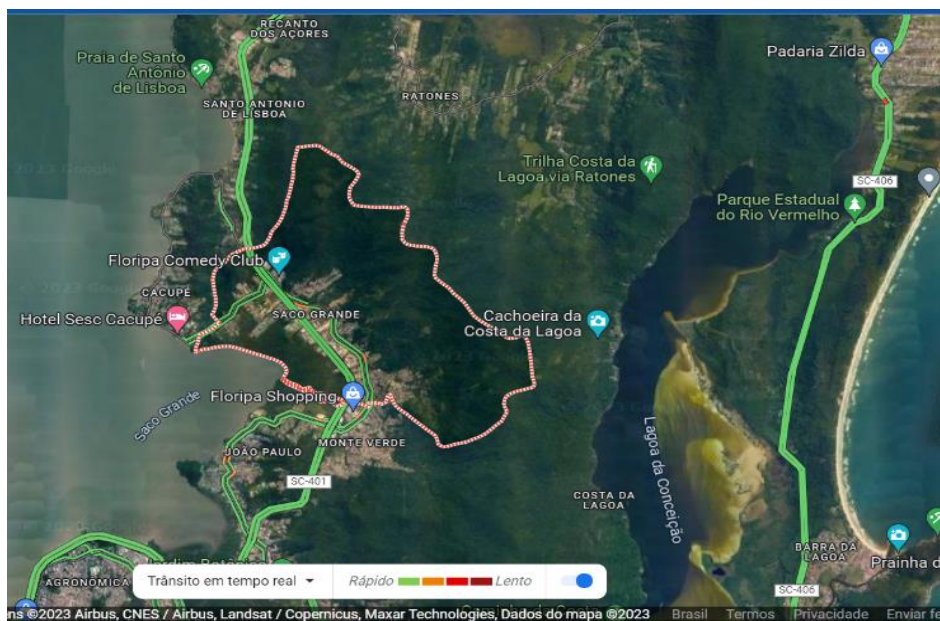 RECANTO
DOS AÇORES
Praia de Santo
Antônio
de Lisboa
SANTO ANTONIO
DE LISBOA
RATONES
Padaria Zilda
Trilha Costa da
Lagoa via Ratones
SC-406
Parque Estadual
do Rio Vermelho
Floripa Comedy Club
CACUPÉ
Hotel Sesc Cacupé
SACO GRANDE
Cachoeira da
Costa da Lagoa
Saco Grande
Floripa Shopping
MONTE VERDE
JOÃO PAULO
SC-401
Lagoa da Conceição
COSTA DA
LAGOA
BARRA DA
LAGOA
Prainha d
AGRONÔMICA
Jardim Botânico
Trânsito em tempo real
Rápido
Lento
SC-406
ns ©2023 Airbus, CNES / Airbus, Landsat / Copernicus, Maxar Technologies, Dados do mapa ©2023 Brasil Termos Privacidade Enviar fe